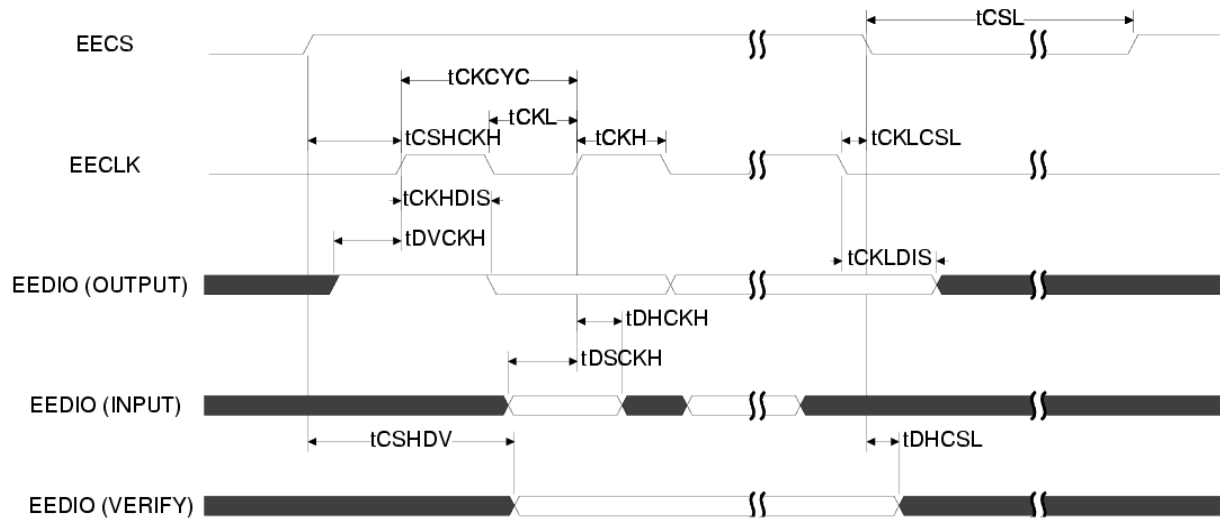 tCSL
EECS
tCKCYC
tCKL
tCSHCKH
tCKH
tCKLCSL
EECLK
tCKHDIS
tDVCKH
tCKLDIS
EEDIO (OUTPUT)
tDHCKH
tDSCKH
EEDIO (INPUT)
tCSHDV
tDHCSL
EEDIO (VERIFY)